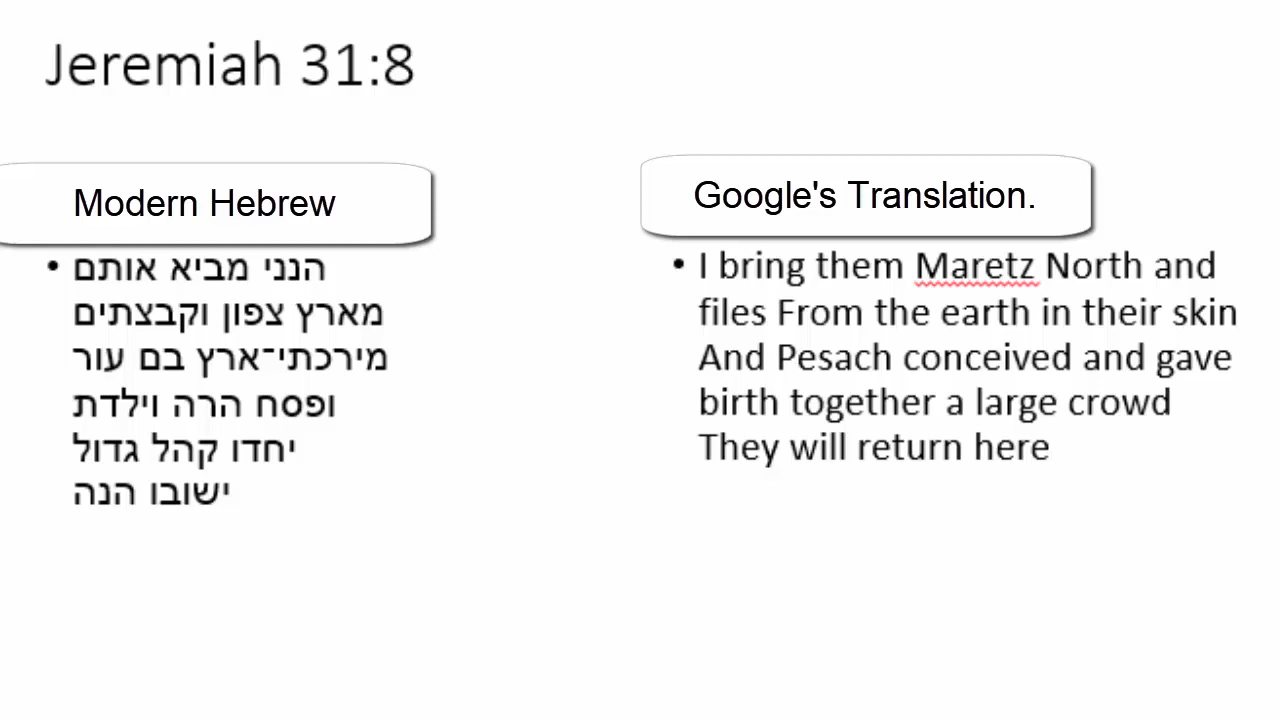 Jeremiah 31:8
Modern Hebrew
• הנני מביא אותם
מארץ צפון וקבצתים
מירכתי־ארץ בם עור
ופסח הרה וילדת
יחדו קהל גדול
ישובו הנה
Google's Translation.
• I bring them Maretz North and
files From the earth in their skin
And Pesach conceived and gave
birth together a large crowd
They will return here